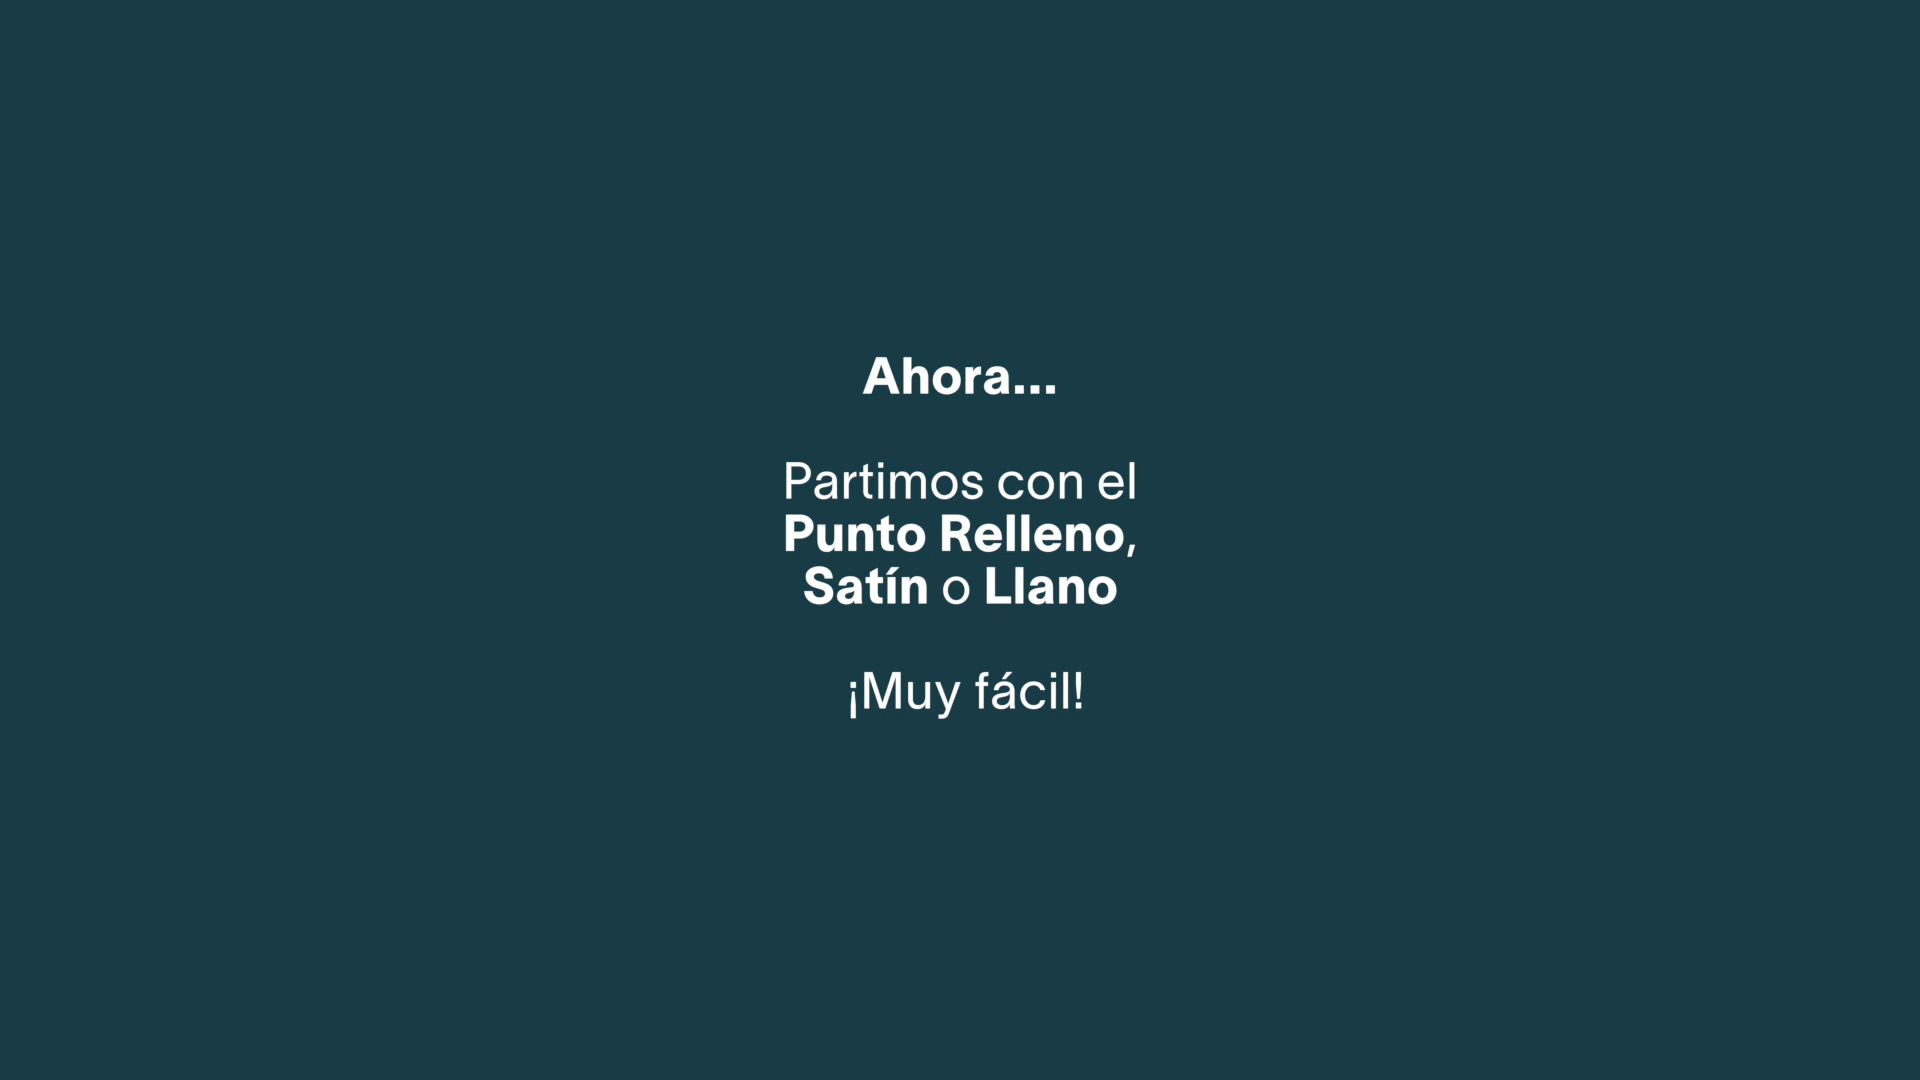 Ahora...
Partimos con el
Punto Relleno,
Satín o Llano
¡Muy fácil!